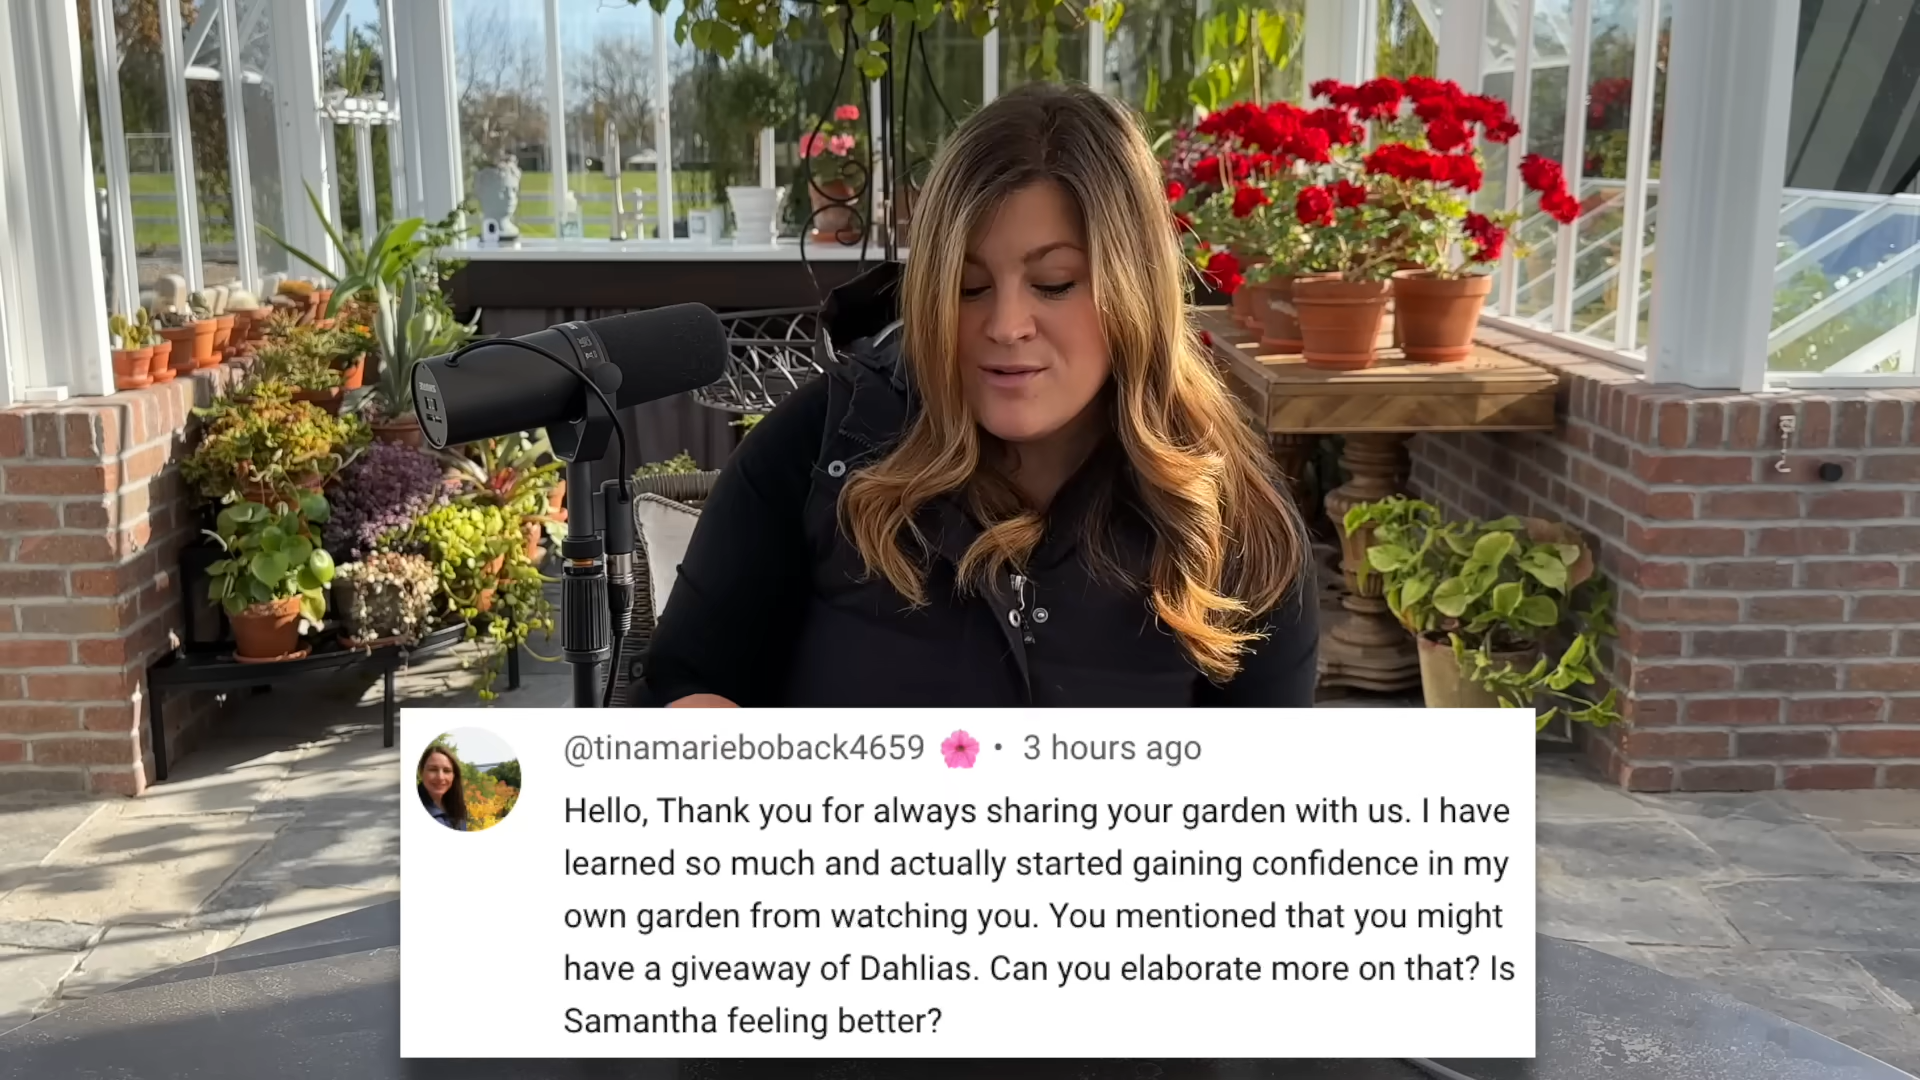 @tinamarieboback4659 • 3 hours ago
Hello, Thank you for always sharing your garden with us. I have
learned so much and actually started gaining confidence in my
own garden from watching you. You mentioned that you might
have a giveaway of Dahlias. Can you elaborate more on that? Is
Samantha feeling better?